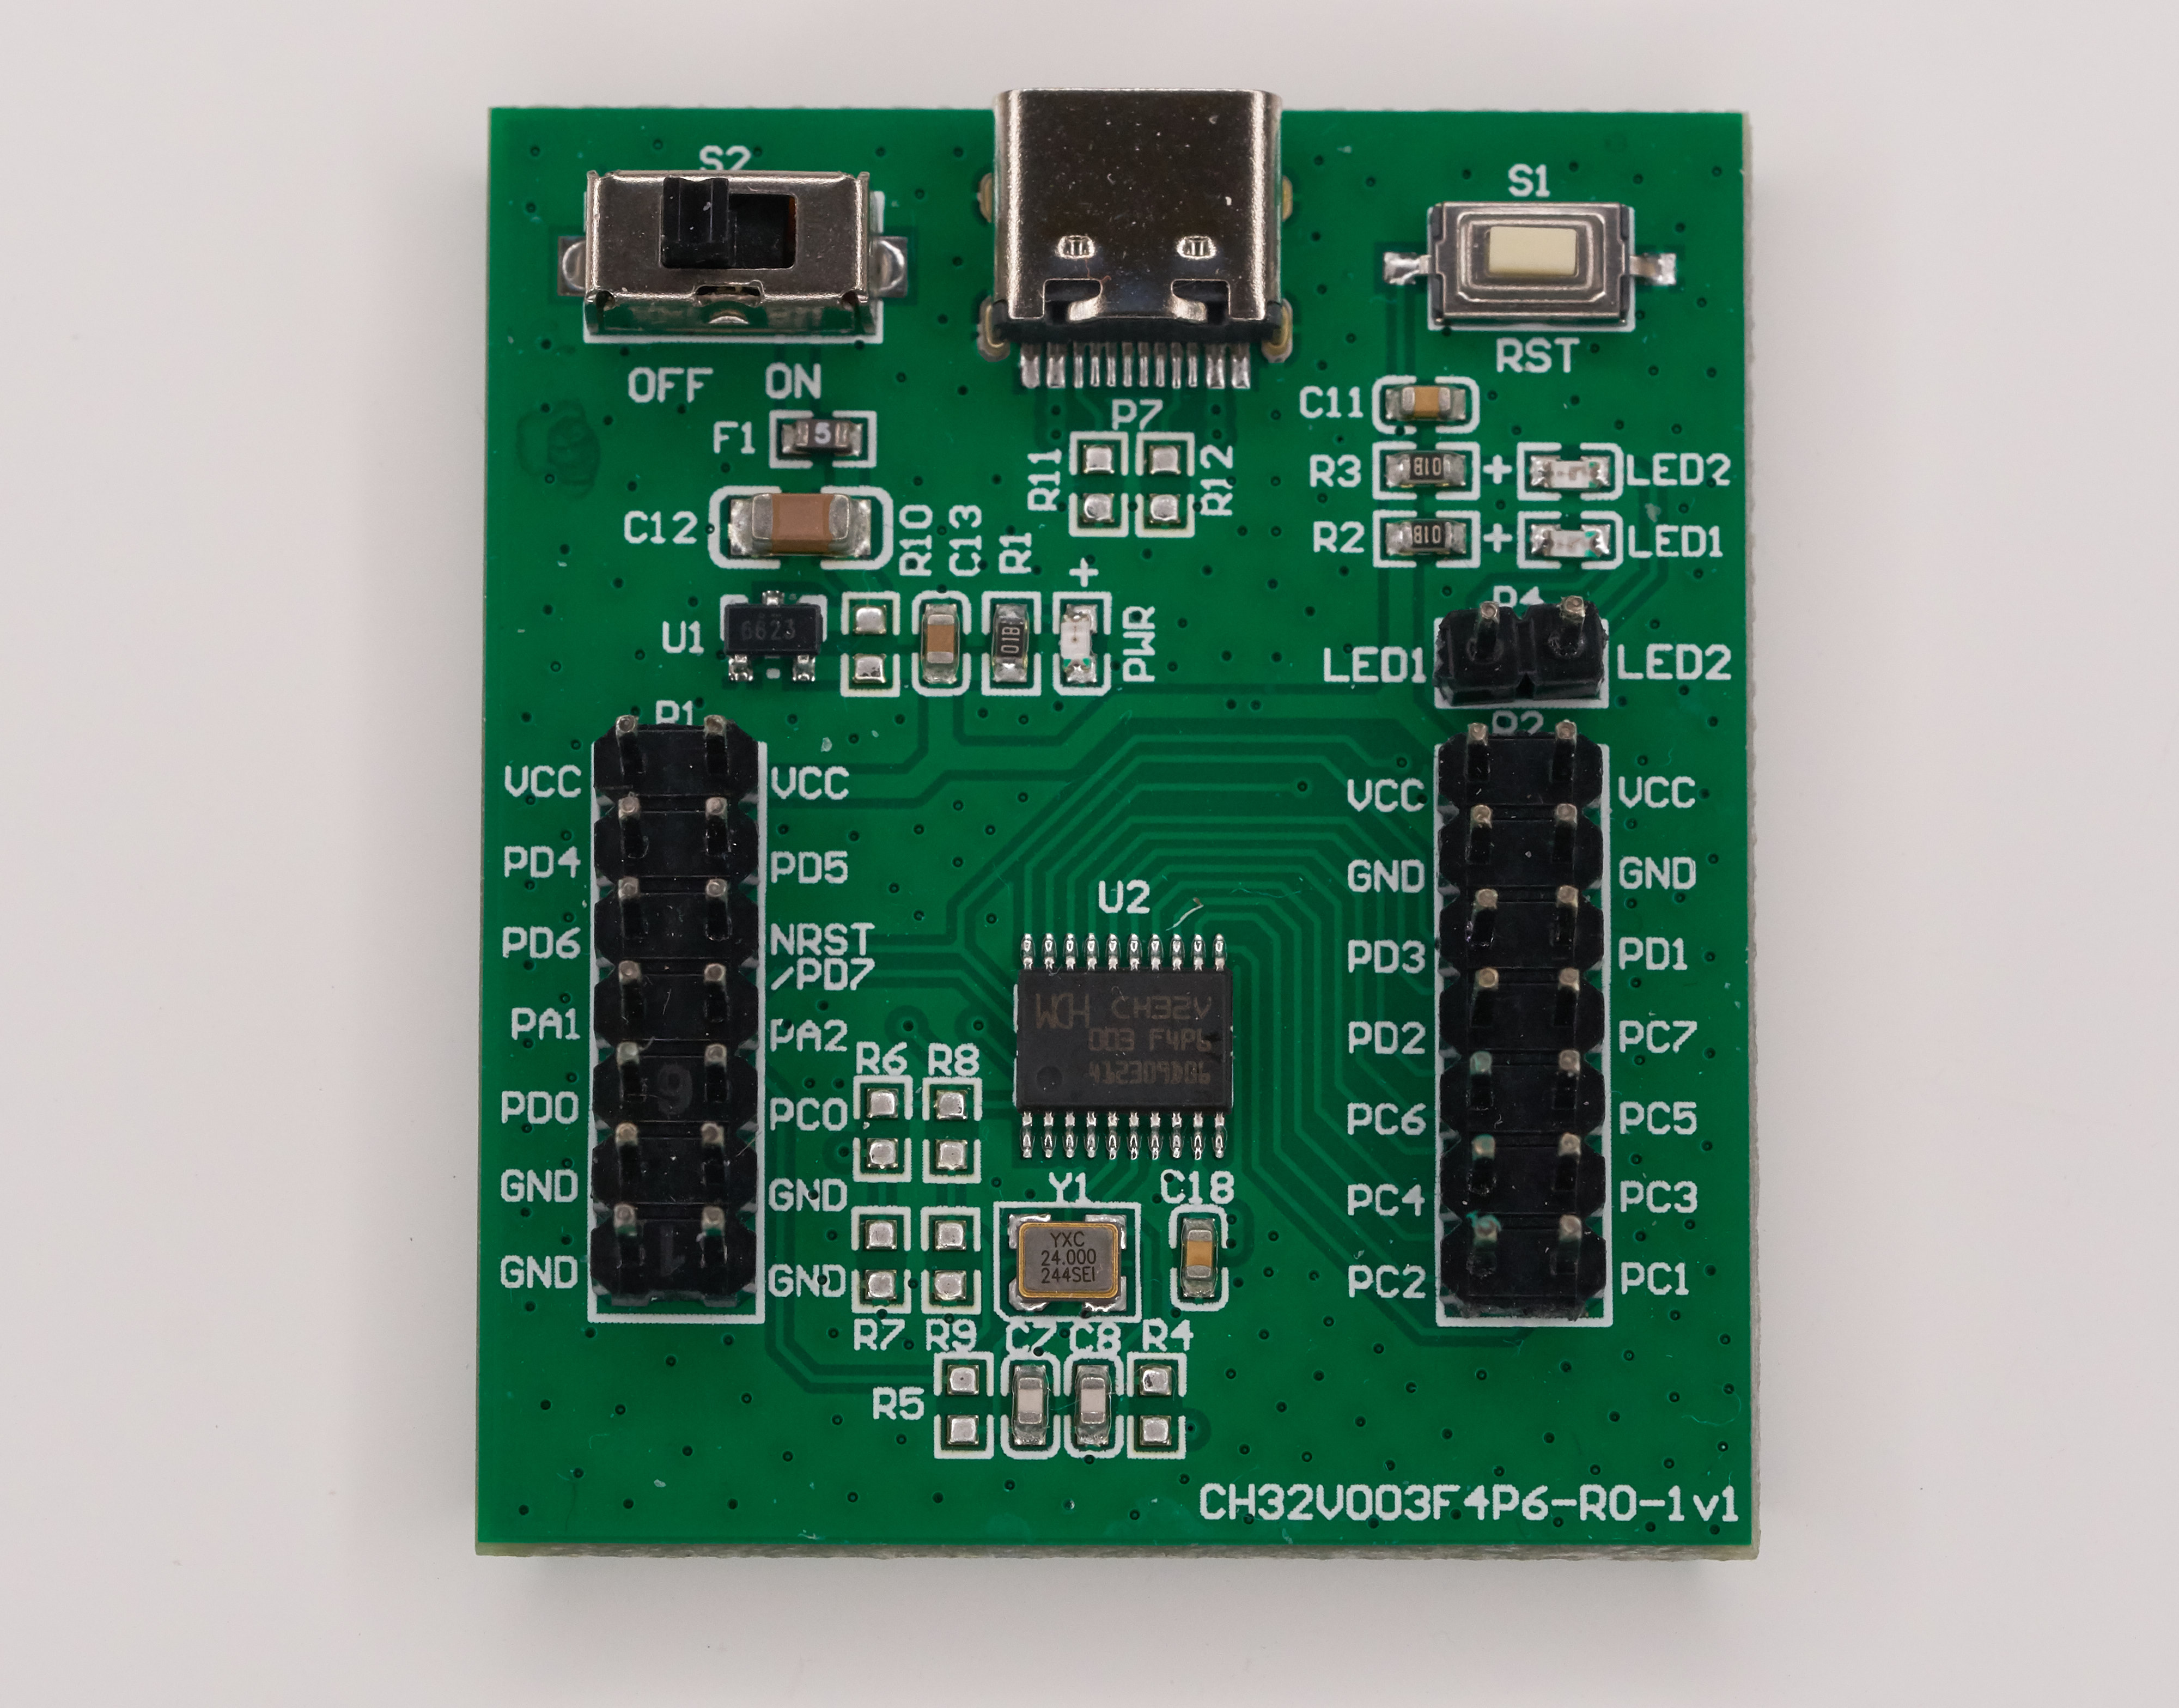 S2
S1
OFF ON
RST
F1
5
P7
C11
R11
R12
R3
01B
+
LED2
C12
R10
C13
R1
R2
01B
+
LED1
+
U1
6623
01B
PWR
P4
LED1
LED2
P1
P2
VCC
VCC
VCC
VCC
PD4
PD5
GND
GND
U2
PD6
NRST
/PD7
PD3
PD1
PA1
PA2
WCH CH32V
003 F4P6
PD2
PC7
R6 R8
PD0
PC0
PC6
PC5
GND
GND
Y1
C18
PC4
PC3
YXC
24.000
244SEI
GND
GND
PC2
PC1
R7 R9 C7 C8 R4
R5
CH32V003F4P6-R0-1v1